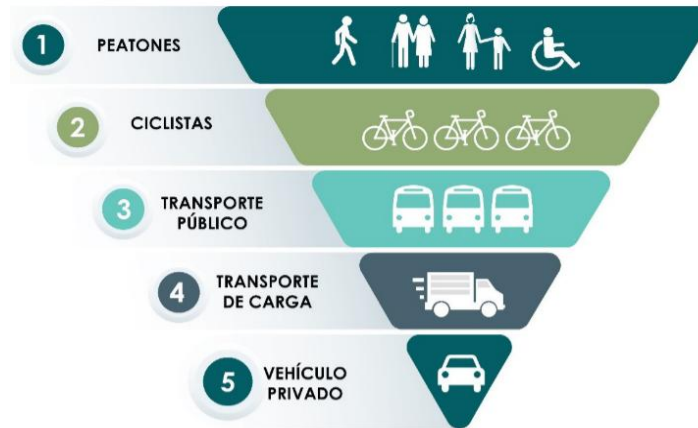 1 PEATONES
2 CICLISTAS
3 TRANSPORTE
PÚBLICO
4 TRANSPORTE
DE CARGA
5 VEHÍCULO
PRIVADO